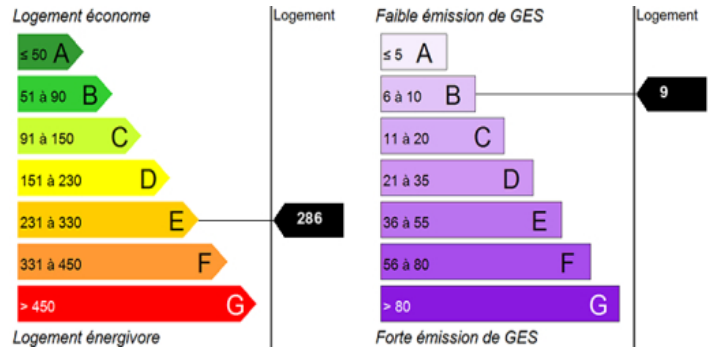 Logement économe
Logement
≤ 50 A
51 à 90 B
91 à 150 C
151 à 230 D
231 à 330 E
286
331 à 450 F
> 450 G
Logement énergivore
Faible émission de GES
Logement
≤ 5 A
6 à 10 B
9
11 à 20 C
21 à 35 D
36 à 55 E
56 à 80 F
> 80 G
Forte émission de GES